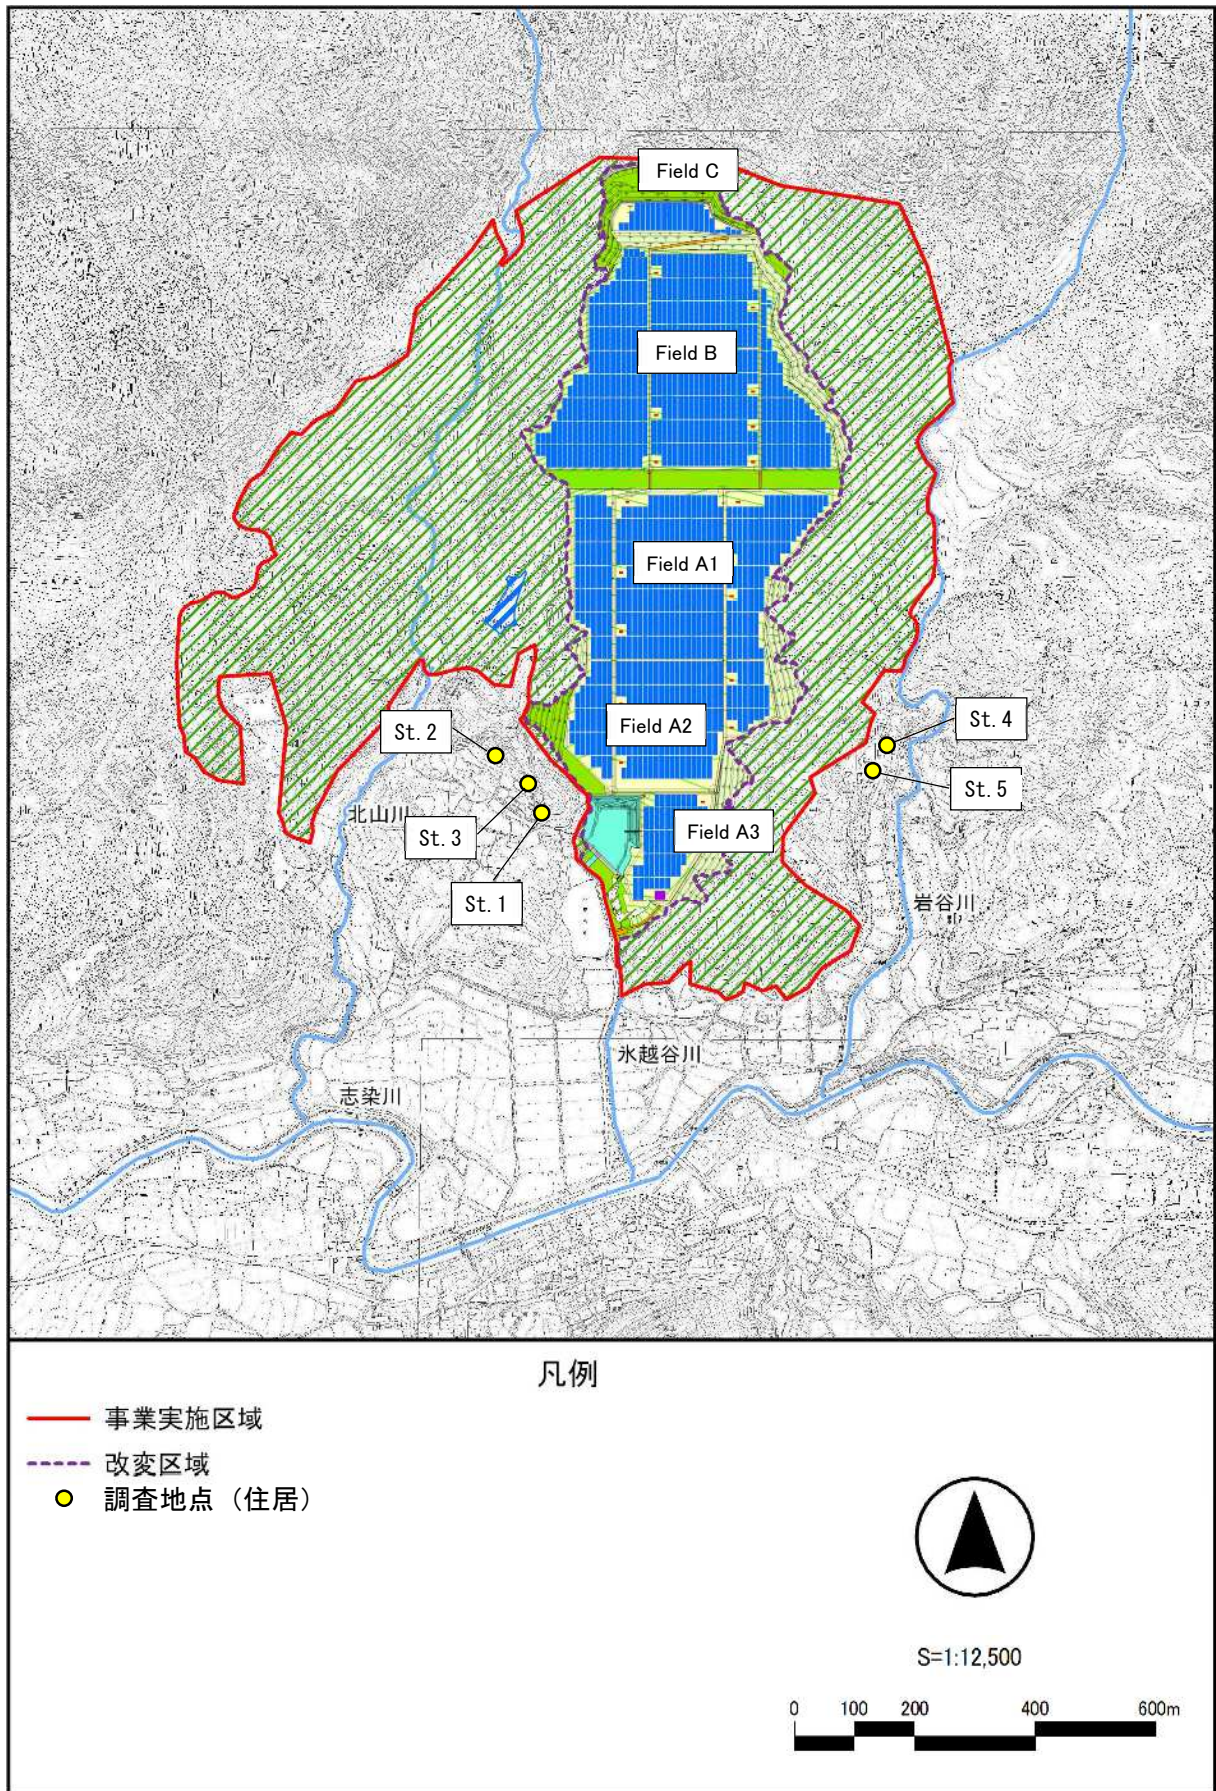 Field C
Field B
Field A1
Field A2
Field A3
St. 2
St. 3
St. 1
St. 4
St. 5
北山川
岩谷川
氷越谷川
志染川
凡例
事業実施区域
改変区域
調査地点（住居）
S=1:12,500
0 100 200 400 600m